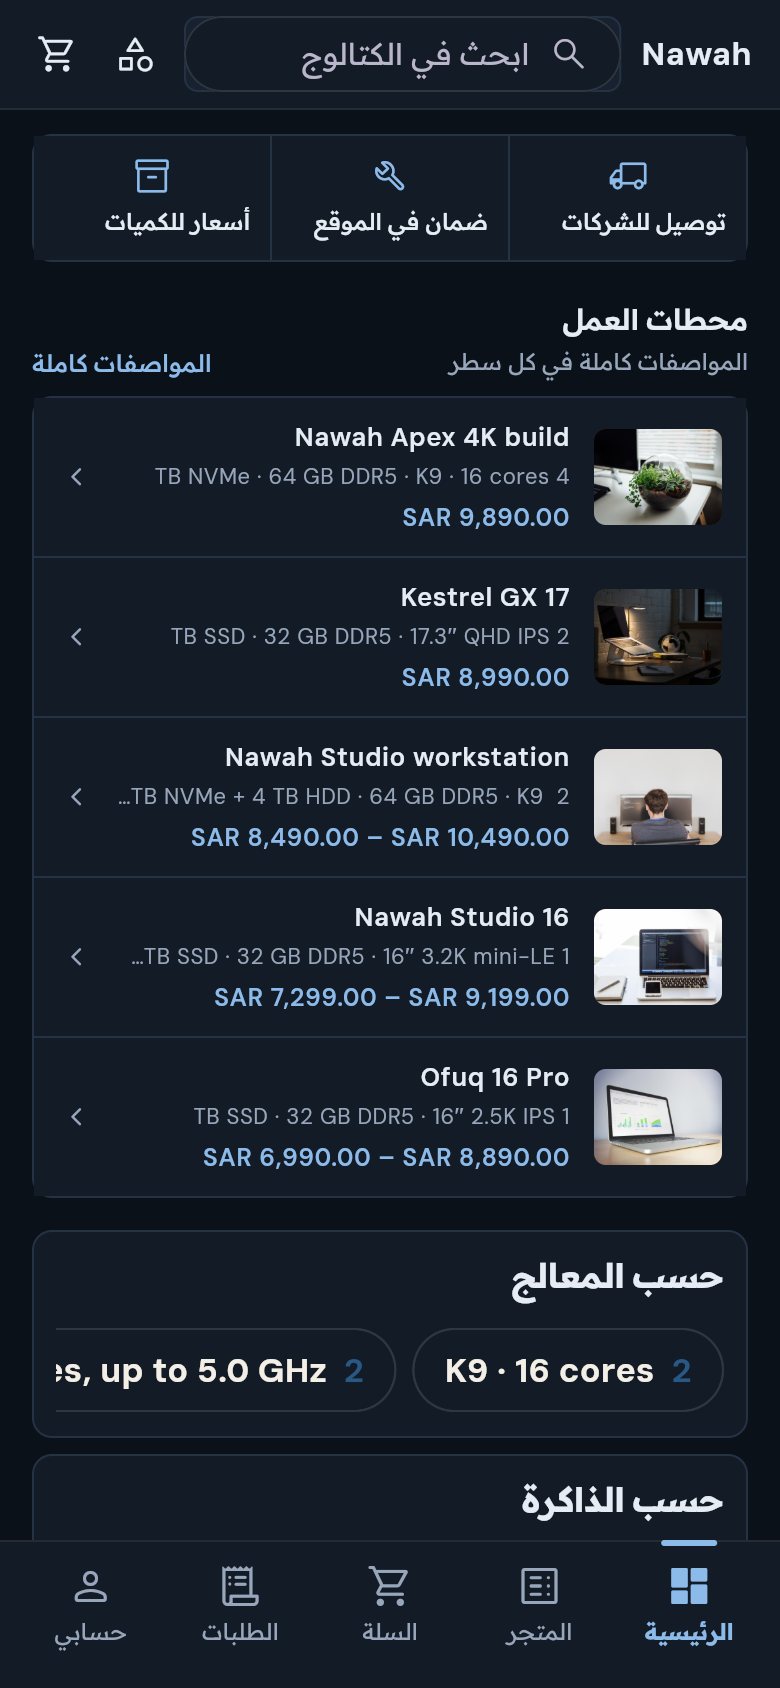 Nawah
ابحث في الكتالوج
توصيل للشركات
ضمان في الموقع
أسعار للكميات
محطات العمل
المواصفات كاملة في كل سطر
المواصفات كاملة
Nawah Apex 4K build
TB NVMe · 64 GB DDR5 · K9 · 16 cores 4
SAR 9,890.00
Kestrel GX 17
TB SSD · 32 GB DDR5 · 17.3″ QHD IPS 2
SAR 8,990.00
Nawah Studio workstation
…TB NVMe + 4 TB HDD · 64 GB DDR5 · K9 2
SAR 8,490.00 – SAR 10,490.00
Nawah Studio 16
…TB SSD · 32 GB DDR5 · 16″ 3.2K mini-LE 1
SAR 7,299.00 – SAR 9,199.00
Ofuq 16 Pro
TB SSD · 32 GB DDR5 · 16″ 2.5K IPS 1
SAR 6,990.00 – SAR 8,890.00
حسب المعالج
K9 · 16 cores 2
es, up to 5.0 GHz 2
حسب الذاكرة
الرئيسية
المتجر
السلة
الطلبات
حسابي